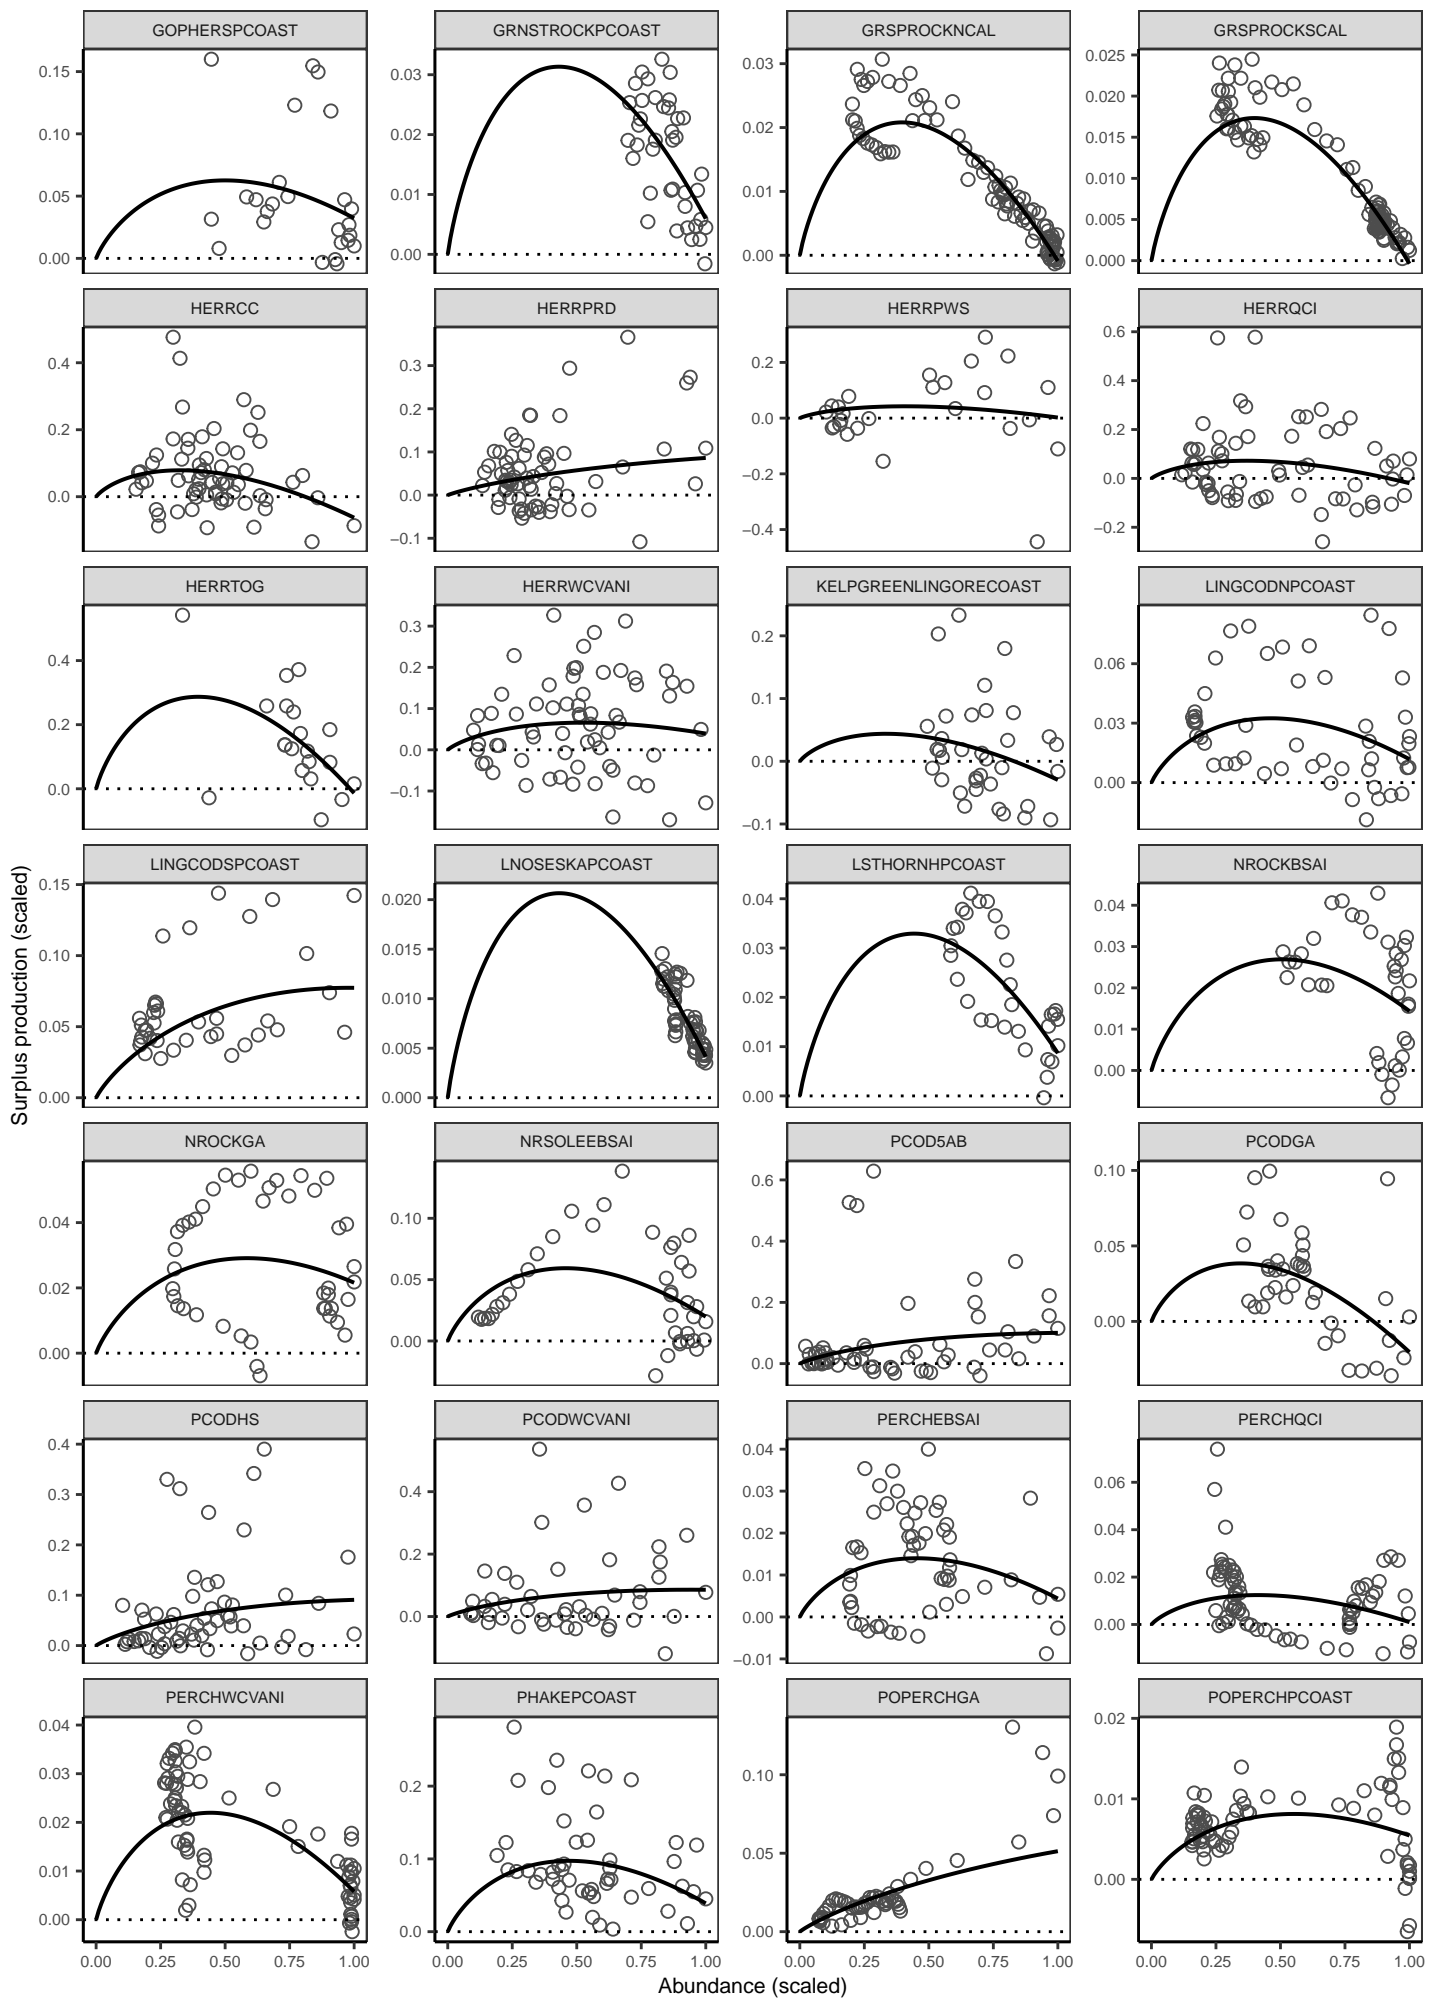 GOPHERSPCOAST GRNSTROCKPCOAST GRSPROCKNCAL GRSPROCKSCAL
0.15 0.10 0.05 0.00
0.03 0.02 0.01 0.00
0.03 0.02 0.01 0.00
0.025 0.020 0.015 0.010 0.005 0.000
HERRCC HERRPRD HERRPWS HERRQCI
0.4 0.2 0.0
0.3 0.2 0.1 0.0 −0.1
0.2 0.0 −0.2 −0.4
0.6 0.4 0.2 0.0 −0.2
HERRTOG HERRWCVANI KELPGREENLINGORECOAST LINGCODNPCOAST
0.4 0.2 0.0
0.3 0.2 0.1 0.0 −0.1
0.2 0.1 0.0 −0.1
0.06 0.03 0.00
LINGCODSPCOAST LNOSESKAPCOAST LSTHORNHPCOAST NROCKBSAI
0.15 0.10 0.05 0.00
0.020 0.015 0.010 0.005 0.000
0.04 0.03 0.02 0.01 0.00
0.04 0.03 0.02 0.01 0.00
NROCKGA NRSOLEEBSAI PCOD5AB PCODGA
0.04 0.02 0.00
0.10 0.05 0.00
0.6 0.4 0.2 0.0
0.10 0.05 0.00
PCODHS PCODWCVANI PERCHEBSAI PERCHQCI
0.4 0.3 0.2 0.1 0.0
0.4 0.2 0.0
0.04 0.03 0.02 0.01 0.00 −0.01
0.06 0.04 0.02 0.00
PERCHWCVANI PHAKEPCOAST POPERCHGA POPERCHPCOAST
0.04 0.03 0.02 0.01 0.00
0.2 0.1 0.0
0.10 0.05 0.00
0.02 0.01 0.00
0.00 0.25 0.50 0.75 1.00 0.00 0.25 0.50 0.75 1.00 0.00 0.25 0.50 0.75 1.00 0.00 0.25 0.50 0.75 1.00
Abundance (scaled)
Surplus production (scaled)